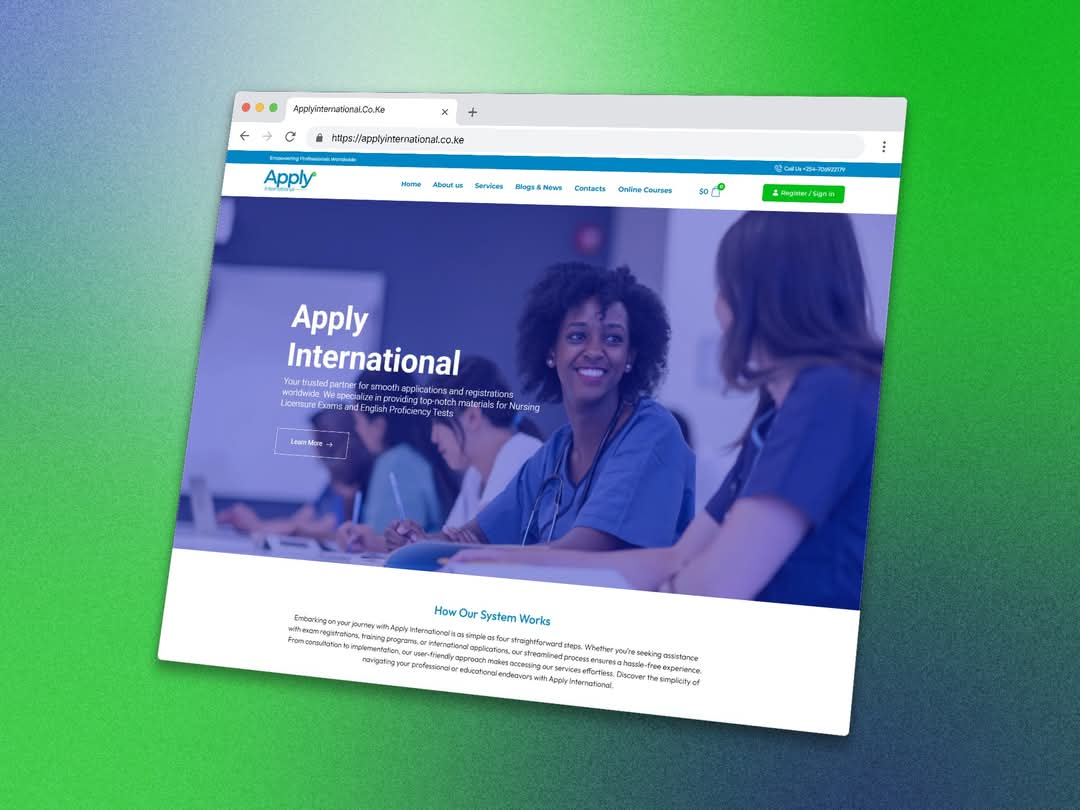 Applyinternational.Co.Ke
https://applyinternational.co.ke
Empowering Professionals Worldwide
Call Us +254-706922179
Apply
International
Home
About us
Services
Blogs & News
Contacts
Online Courses
$0
0
Register / Sign in
Apply
International
Your trusted partner for smooth applications and registrations
worldwide. We specialize in providing top-notch materials for Nursing
Licensure Exams and English Proficiency Tests
Learn More →
How Our System Works
Embarking on your journey with Apply International is as simple as four straightforward steps. Whether you're seeking assistance
with exam registrations, training programs, or international applications, our streamlined process ensures a hassle-free experience.
From consultation to implementation, our user-friendly approach makes accessing our services effortless. Discover the simplicity of
navigating your professional or educational endeavors with Apply International.